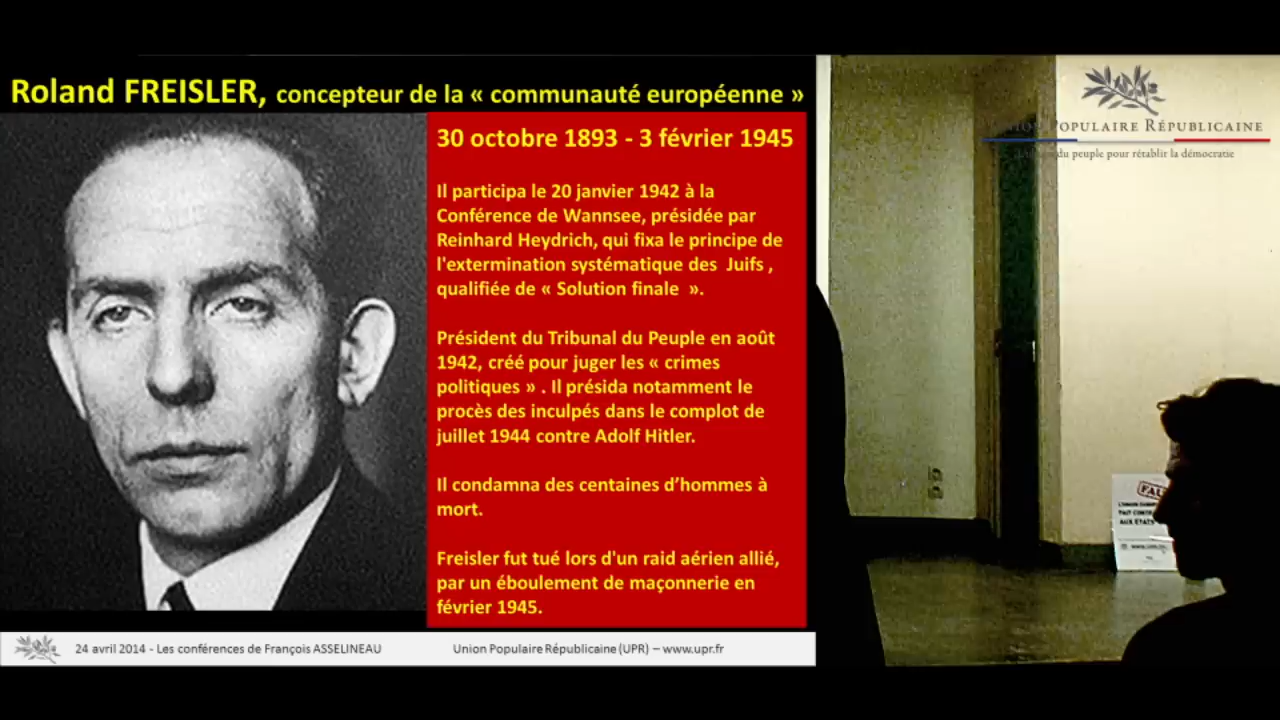 Roland FREISLER, concepteur de la « communauté européenne »
30 octobre 1893 - 3 février 1945
Il participa le 20 janvier 1942 à la
Conférence de Wannsee, présidée par
Reinhard Heydrich, qui fixa le principe de
l'extermination systématique des Juifs ,
qualifiée de « Solution finale ».
Président du Tribunal du Peuple en août
1942, créé pour juger les « crimes
politiques » . Il présida notamment le
procès des inculpés dans le complot de
juillet 1944 contre Adolf Hitler.
Il condamna des centaines d'hommes à
mort.
Freisler fut tué lors d'un raid aérien allié,
par un éboulement de maçonnerie en
février 1945.
24 avril 2014 - Les conférences de François ASSELINEAU
Union Populaire Républicaine (UPR) – www.upr.fr
UNION POPULAIRE RÉPUBLICAINE
du peuple pour rétablir la démocratie
AUX ÉTATS